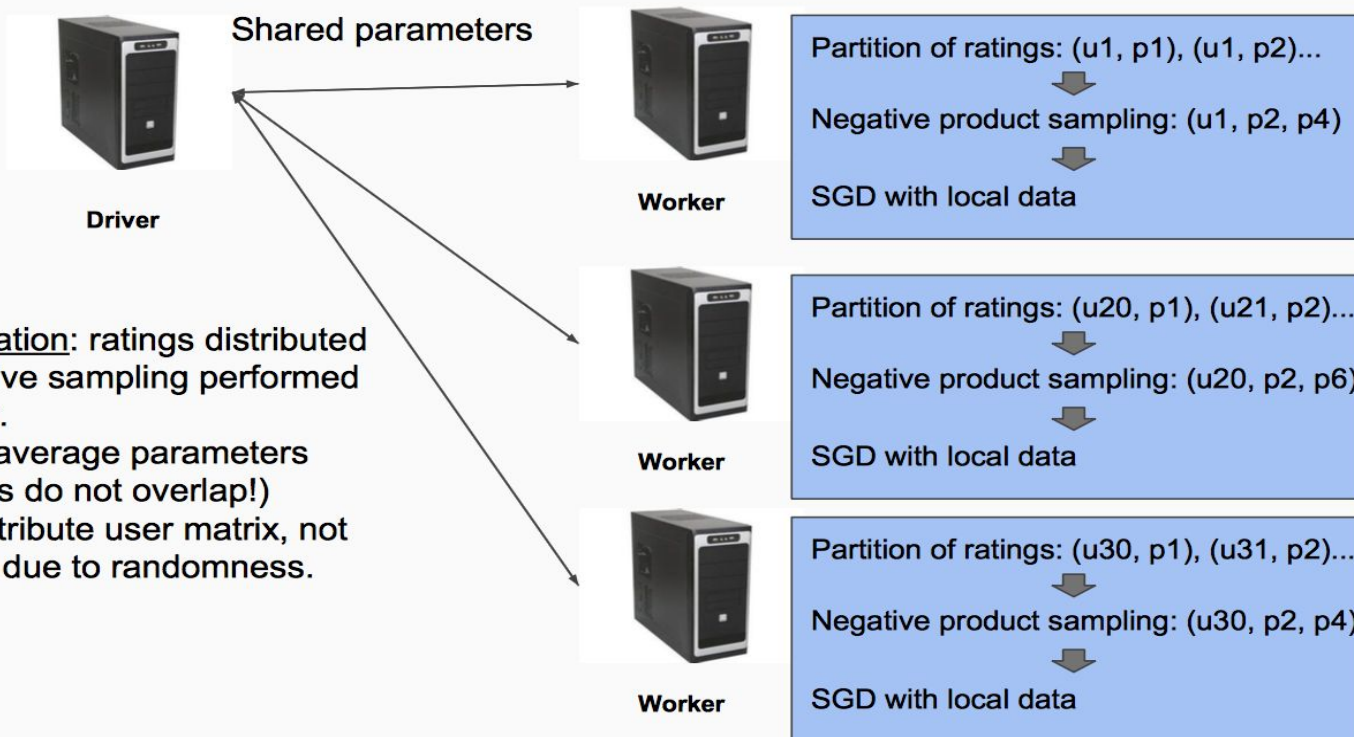 Shared parameters
Driver
Worker
Partition of ratings: (u1, p1), (u1, p2)...
Negative product sampling: (u1, p2, p4)
SGD with local data
Worker
Partition of ratings: (u20, p1), (u21, p2)...
Negative product sampling: (u20, p2, p6)
SGD with local data
Worker
Partition of ratings: (u30, p1), (u31, p2)...
Negative product sampling: (u30, p2, p4)
SGD with local data
ation: ratings distributed
ve sampling performed
.
average parameters
s do not overlap!)
tribute user matrix, not
due to randomness.